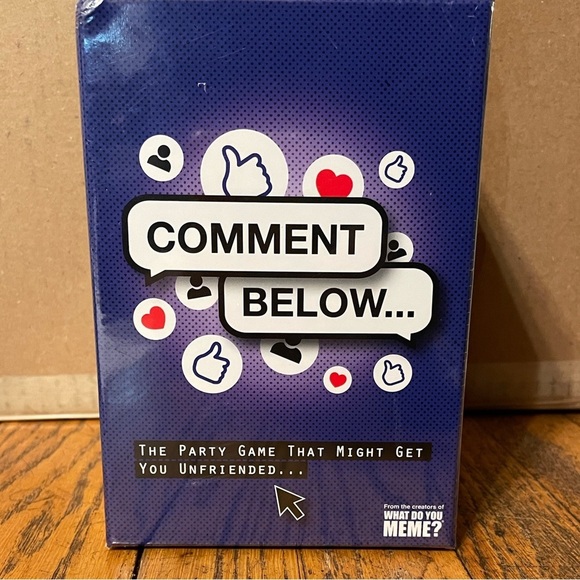 COMMENT
BELOW...
The Party Game That Might Get
You Unfriended...
From the creators of
WHAT DO YOU
MEME?